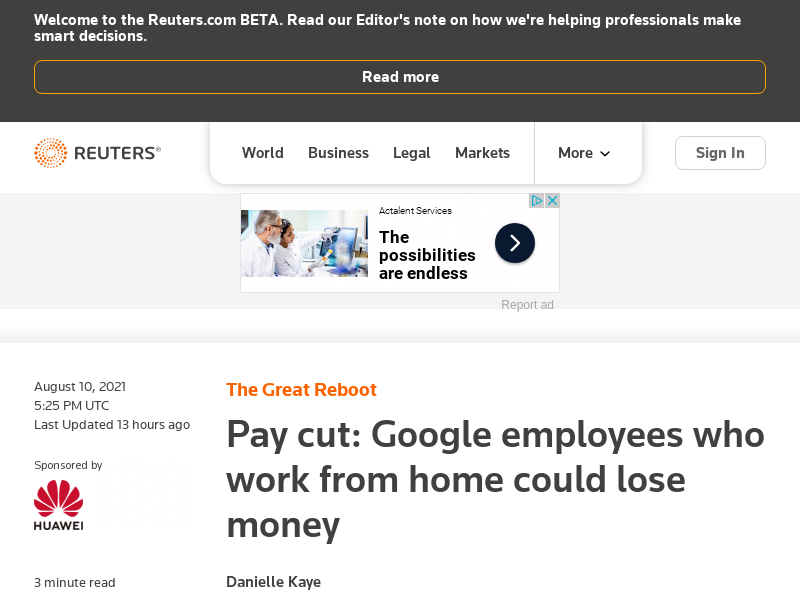 Welcome to the Reuters.com BETA. Read our Editor's note on how we're helping professionals make
smart decisions.
Read more
REUTERS®
World Business Legal Markets More Sign In
Actalent Services
The
possibilities
are endless
Report ad
August 10, 2021
5:25 PM UTC
Last Updated 13 hours ago
Sponsored by
HUAWEI
3 minute read
The Great Reboot
Pay cut: Google employees who
work from home could lose
money
Danielle Kaye